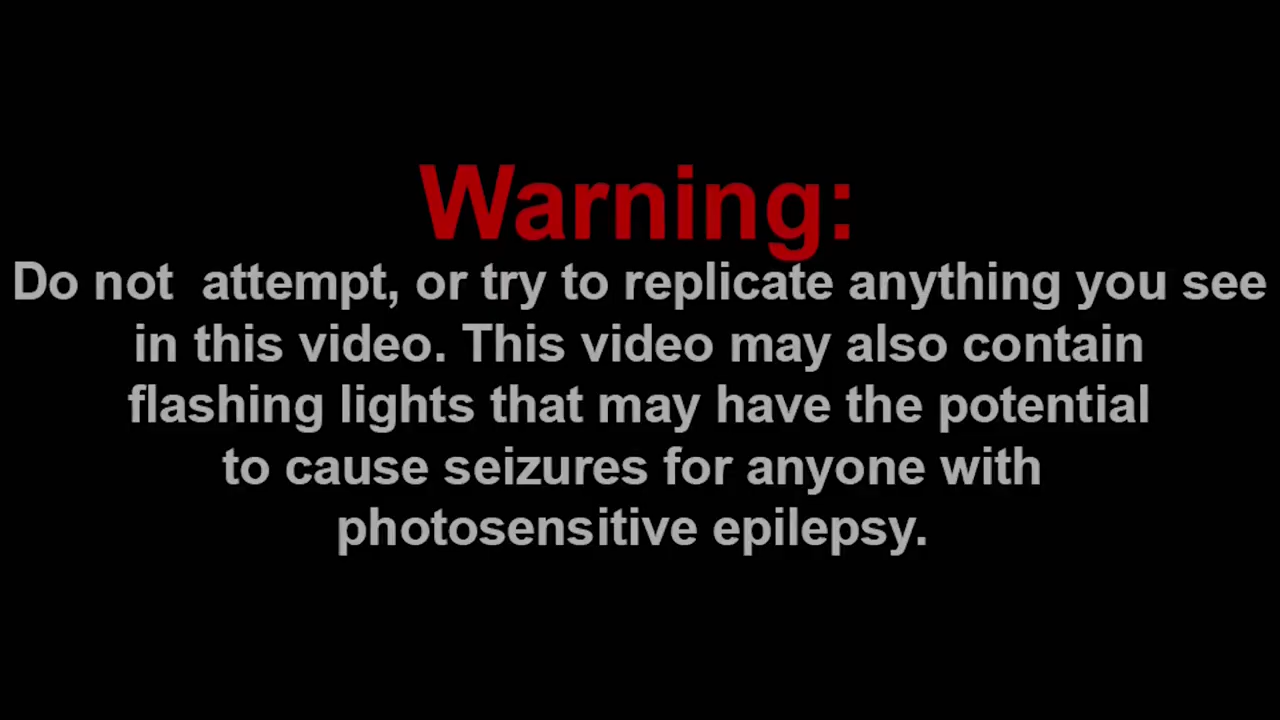 Warning:
Do not  attempt, or try to replicate anything you see
in this video. This video may also contain
flashing lights that may have the potential
to cause seizures for anyone with
photosensitive epilepsy.